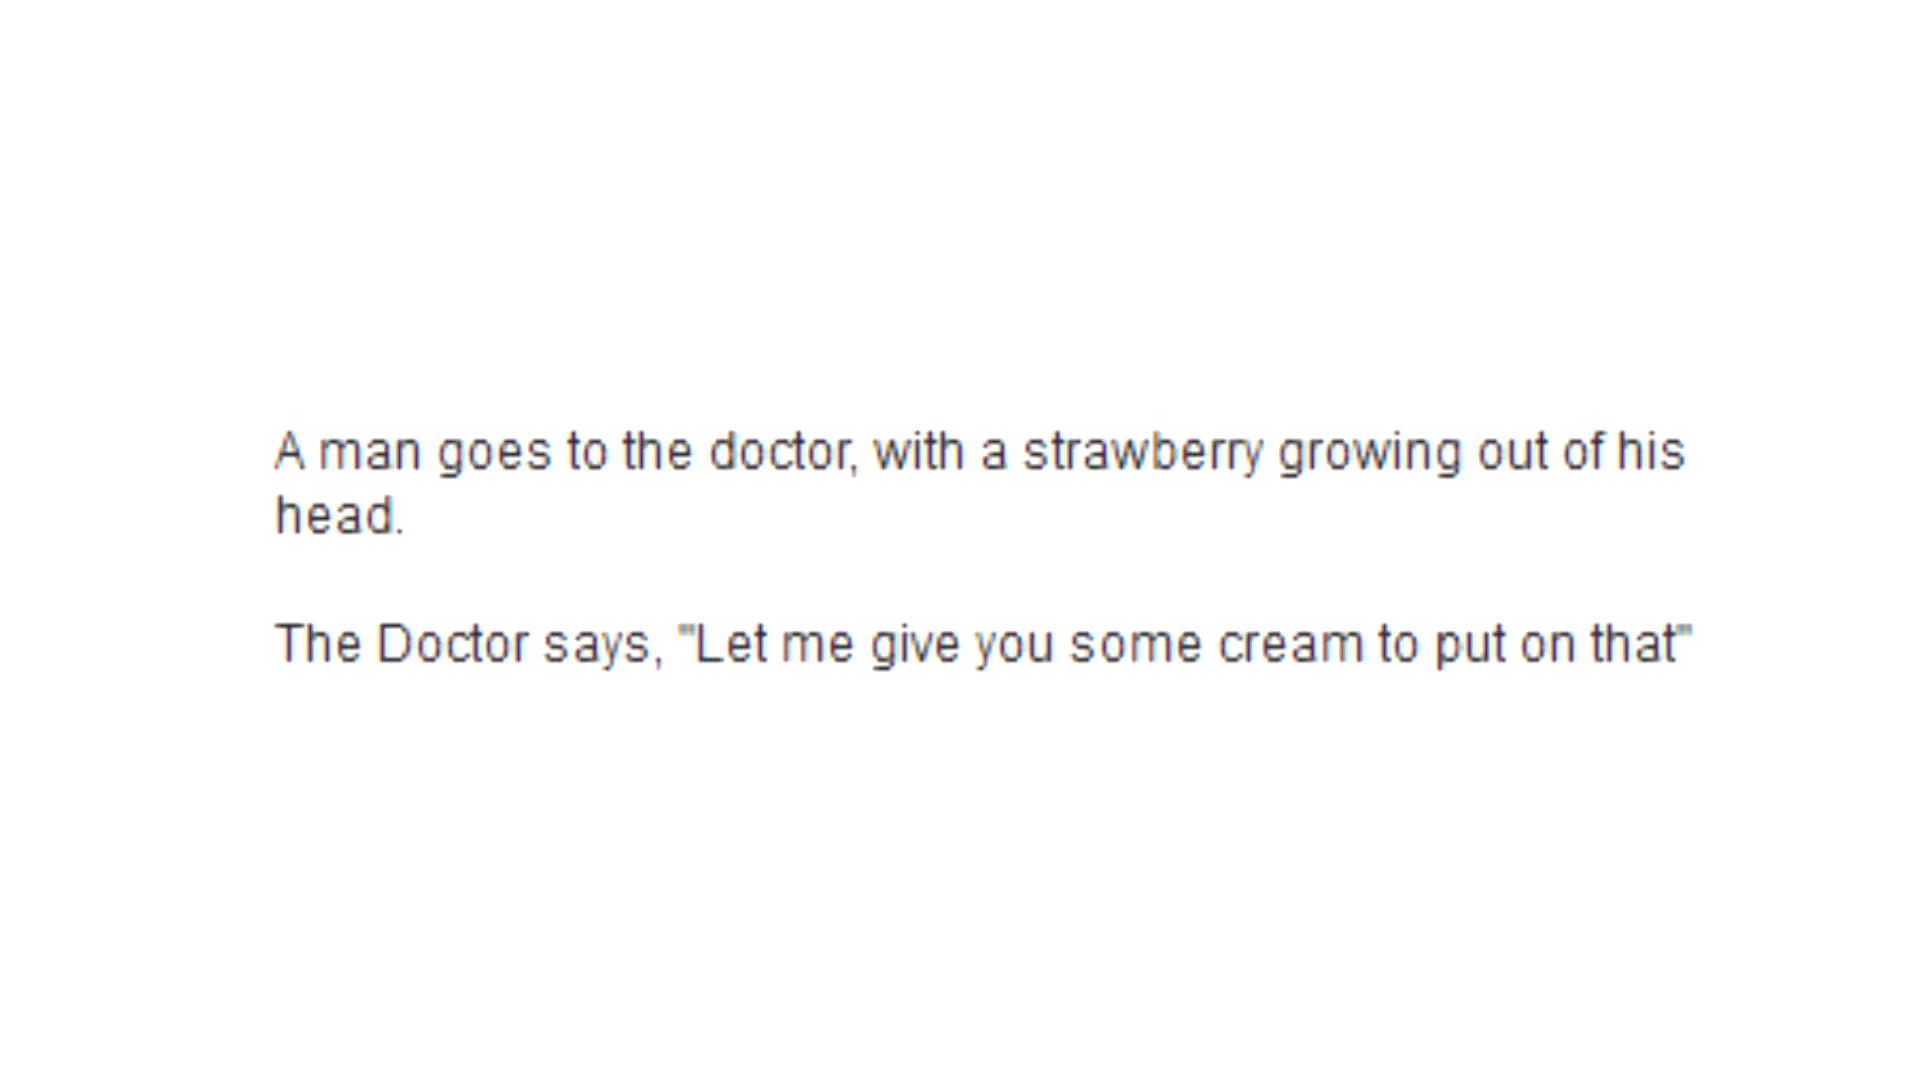 A man goes to the doctor, with a strawberry growing out of his
head.
The Doctor says, "Let me give you some cream to put on that"